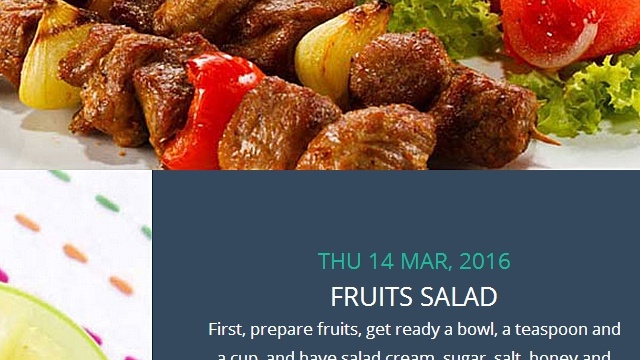 THU 14 MAR, 2016
FRUITS SALAD
First, prepare fruits, get ready a bowl, a teaspoon and
a cup, and have salad cream, sugar, salt, honey and